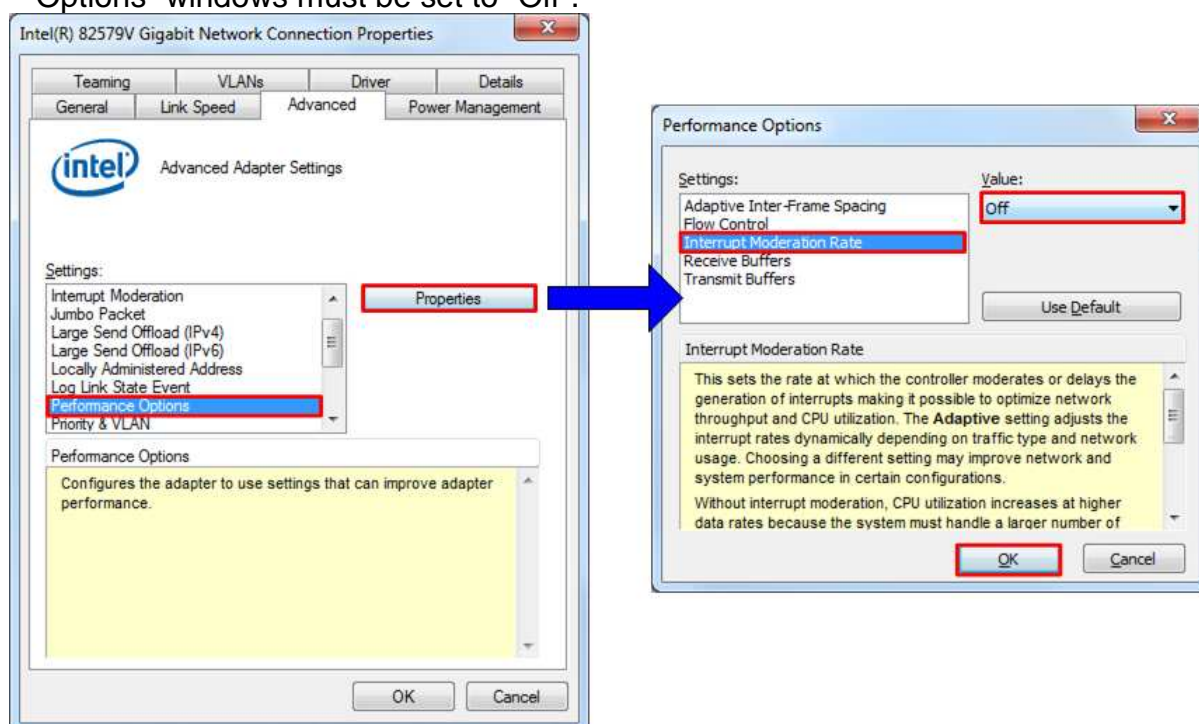 Options" windows must be set to "Off".
Intel(R) 82579V Gigabit Network Connection Properties
Teaming
VLANs
Driver
Details
General
Link Speed
Advanced
Power Management
intel
Advanced Adapter Settings
Settings:
Interrupt Moderation
Jumbo Packet
Large Send Offload (IPv4)
Large Send Offload (IPv6)
Locally Administered Address
Log Link State Event
Performance Options
Priority & VLAN
Properties
Performance Options
Configures the adapter to use settings that can improve adapter
performance.
OK
Cancel
Performance Options
Settings:
Adaptive Inter-Frame Spacing
Flow Control
Interrupt Moderation Rate
Receive Buffers
Transmit Buffers
Value:
Off
Use Default
Interrupt Moderation Rate
This sets the rate at which the controller moderates or delays the
generation of interrupts making it possible to optimize network
throughput and CPU utilization. The Adaptive setting adjusts the
interrupt rates dynamically depending on traffic type and network
usage. Choosing a different setting may improve network and
system performance in certain configurations.
Without interrupt moderation, CPU utilization increases at higher
data rates because the system must handle a larger number of
OK
Cancel